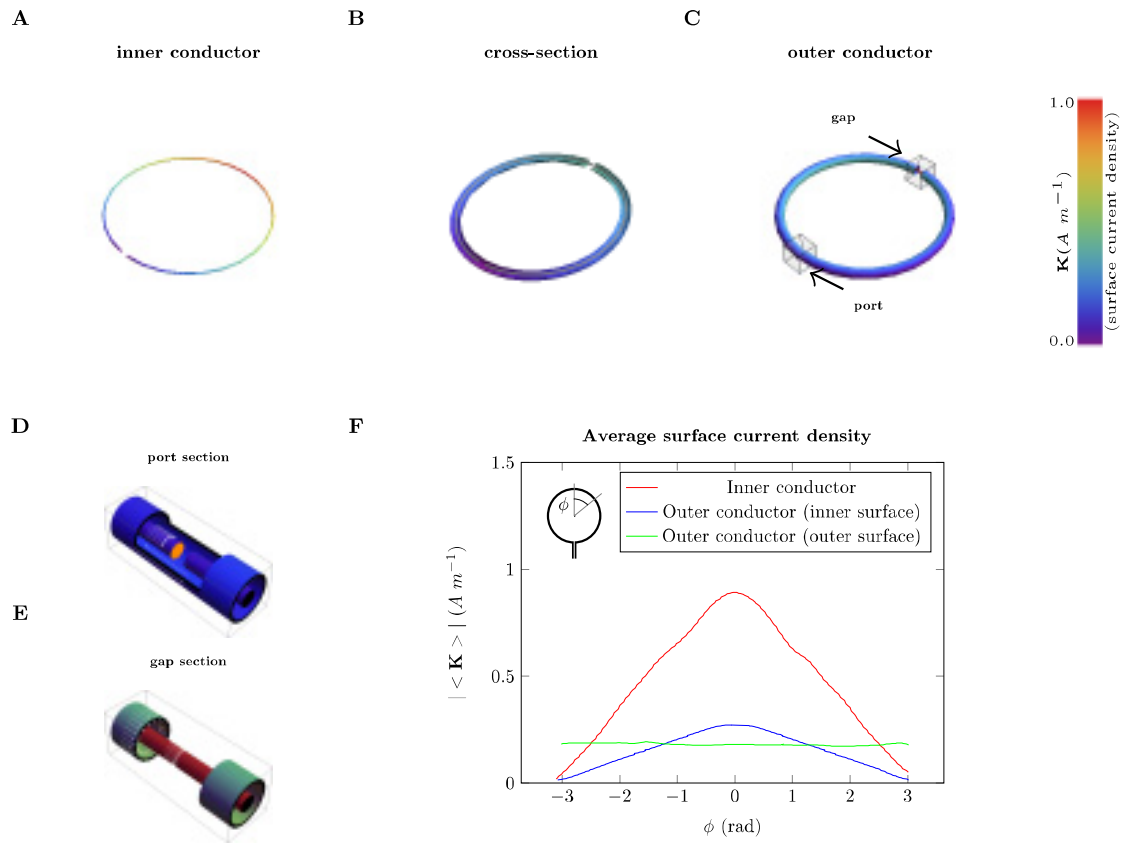 A
B
C
inner conductor
cross-section
outer conductor
gap
port
1.0
0.0
K(A m⁻¹)
(surface current density)
D
port section
E
gap section
F
Average surface current density
Inner conductor
Outer conductor (inner surface)
Outer conductor (outer surface)
ϕ
1.5
1
0.5
0
| < K > | (A m⁻¹)
−3 −2 −1 0 1 2 3
ϕ (rad)